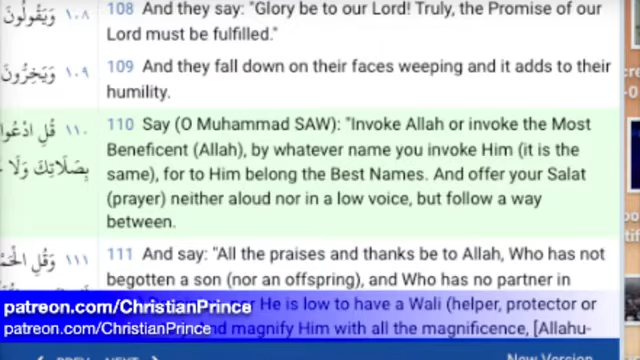 وَيَقُولُونَ ١٠٨ 108 And they say: "Glory be to our Lord! Truly, the Promise of our
Lord must be fulfilled."
وَيَخِرُّونَ ١٠٩ 109 And they fall down on their faces weeping and it adds to their
humility.
قُلِ ادْعُوا ١١٠ 110 Say (O Muhammad SAW): "Invoke Allah or invoke the Most
Beneficent (Allah), by whatever name you invoke Him (it is the
بِصَلَاتِكَ وَلَا same), for to Him belong the Best Names. And offer your Salat
(prayer) neither aloud nor in a low voice, but follow a way
between.
وَقُلِ ١١١ 111 And say: "All the praises and thanks be to Allah, Who has not
begotten a son (nor an offspring), and Who has no partner in
patreon.com/ChristianPrince
He is low to have a Wali (helper, protector or
patreon.com/ChristianPrince
and magnify Him with all the magnificence, [Allahu-
New Version